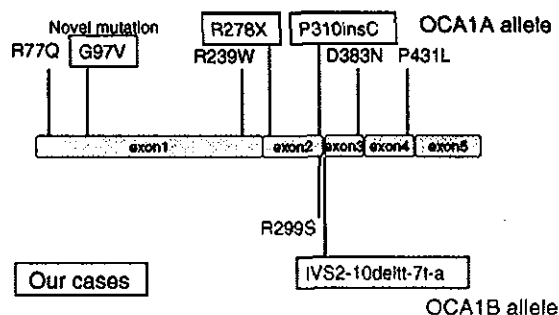 OCA1A allele
Novel mutation
R77Q G97V R278X P310insC
R239W D383N P431L
exon1 exon2 exon3 exon4 exon5
R299S
IVS2-10deltt-7t-a
Our cases
OCA1B allele